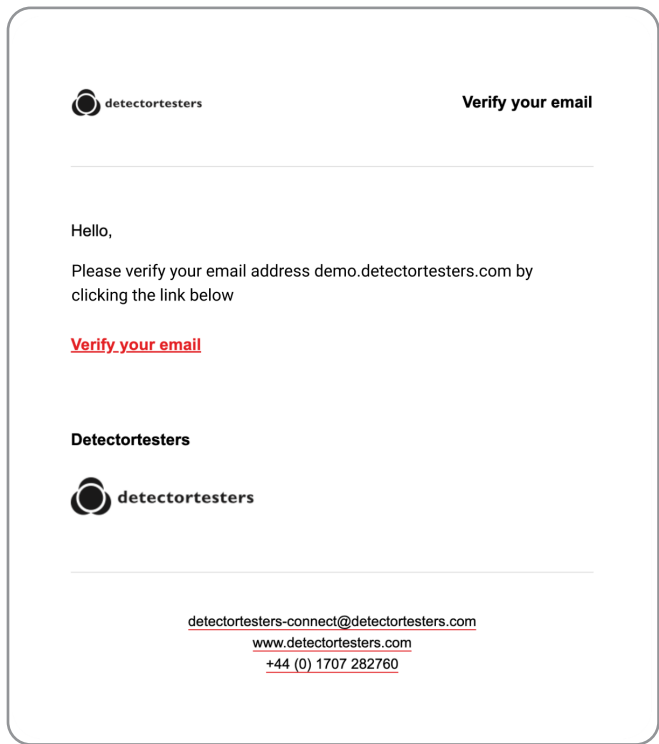 detectortesters
Verify your email
Hello,
Please verify your email address demo.detectortesters.com by
clicking the link below
Verify your email
Detectortesters
detectortesters
detectortesters-connect@detectortesters.com
www.detectortesters.com
+44 (0) 1707 282760